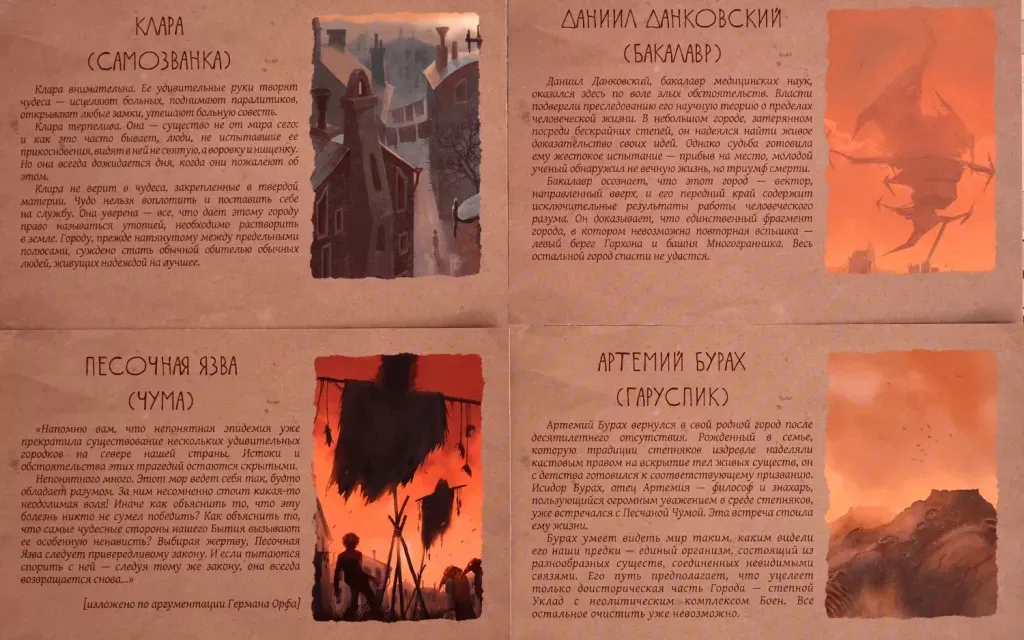 КЛАРА
(САМОЗВАНКА)
Клара внимательна. Ее удивительные руки творят
чудеса — исцеляют больных, поднимают паралитиков,
открывают любые замки, утешают больную совесть.
Клара терпелива. Она — существо не от мира сего;
и как это часто бывает, люди, не испытавшие ее
прикосновения, видят в ней не святую, а воровку и нищенку.
Но она всегда дожидается дня, когда они пожалеют об
этом.
Клара не верит в чудеса, закрепленные в твердой
материи. Чудо нельзя воплотить и поставить себе
на службу. Она уверена — все, что дает этому городу
право называться утопией, необходимо растворить
в земле. Городу, прежде натянутому между предельными
полюсами, суждено стать обычной обителью обычных
людей, живущих надеждой на лучшее.
ДАНИИЛ ДАНКОВСКИЙ
(БАКАЛАВР)
Даниил Данковский, бакалавр медицинских наук,
оказался здесь по воле злых обстоятельств. Власти
подвергли преследованию его научную теорию о пределах
человеческой жизни. В небольшом городе, затерянном
посреди бескрайних степей, он надеялся найти живое
доказательство своих идей. Однако судьба готовила
ему жестокое испытание — прибыв на место, молодой
ученый обнаружил не вечную жизнь, но триумф смерти.
Бакалавр осознает, что этот город — вектор,
направленный вверх, и его передний край содержит
исключительные результаты работы человеческого
разума. Он доказывает, что единственный фрагмент
города, в котором невозможна повторная вспышка —
левый берег Горхона и башня Многогранника. Весь
остальной город спасти не удастся.
ПЕСОЧНАЯ ЯЗВА
(ЧУМА)
«Напомню вам, что непонятная эпидемия уже
прекратила существование нескольких удивительных
городков на севере нашей страны. Истоки и
обстоятельства этих трагедий остаются скрытыми.
Непонятного много. Этот мор ведет себя так, будто
обладает разумом. За ним несомненно стоит какая-то
неодолимая воля! Иначе как объяснить то, что эту
болезнь никто не сумел победить? Как объяснить то,
что самые чудесные стороны нашего Бытия вызывают
ее особенную ненависть? Выбирая жертву, Песочная
Язва следует привередливому закону. И если пытаются
спорить с ней — следуя тому же закону, она всегда
возвращается снова...»
[изложено по аргументации Германа Орфа]
АРТЕМИЙ БУРАХ
(ГАРУСПИК)
Артемий Бурах вернулся в свой родной город после
десятилетнего отсутствия. Рожденный в семье,
которую традиции степняков издревле наделяли
кастовым правом на вскрытие тел живых существ, он
с детства готовился к соответствующему призванию.
Исидор Бурах, отец Артемия — философ и знахарь,
пользующийся огромным уважением в среде степняков,
уже встречался с Песчаной Чумой. Эта встреча стоила
ему жизни.
Бурах умеет видеть мир таким, каким видели
его наши предки — единый организм, состоящий из
разнообразных существ, соединенных невидимыми
связями. Его путь предполагает, что уцелеет
только доисторическая часть Города — степной
Уклад с неолитическим комплексом Боен. Все
остальное очистить уже невозможно.